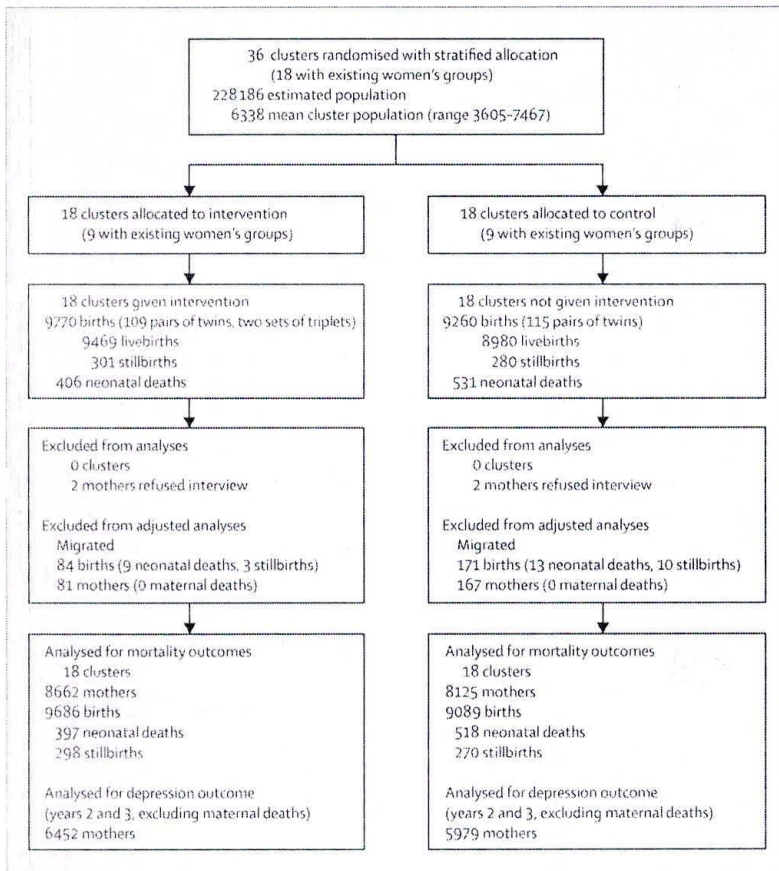 36 clusters randomised with stratified allocation
(18 with existing women's groups)
228186 estimated population
6338 mean cluster population (range 3605–7467)
18 clusters allocated to intervention
(9 with existing women's groups)
18 clusters allocated to control
(9 with existing women's groups)
18 clusters given intervention
9770 births (109 pairs of twins, two sets of triplets)
9469 livebirths
301 stillbirths
406 neonatal deaths
18 clusters not given intervention
9260 births (115 pairs of twins)
8980 livebirths
280 stillbirths
531 neonatal deaths
Excluded from analyses
0 clusters
2 mothers refused interview
Excluded from adjusted analyses
Migrated
84 births (9 neonatal deaths, 3 stillbirths)
81 mothers (0 maternal deaths)
Excluded from analyses
0 clusters
2 mothers refused interview
Excluded from adjusted analyses
Migrated
171 births (13 neonatal deaths, 10 stillbirths)
167 mothers (0 maternal deaths)
Analysed for mortality outcomes
18 clusters
8662 mothers
9686 births
397 neonatal deaths
298 stillbirths
Analysed for depression outcome
(years 2 and 3, excluding maternal deaths)
6452 mothers
Analysed for mortality outcomes
18 clusters
8125 mothers
9089 births
518 neonatal deaths
270 stillbirths
Analysed for depression outcome
(years 2 and 3, excluding maternal deaths)
5979 mothers